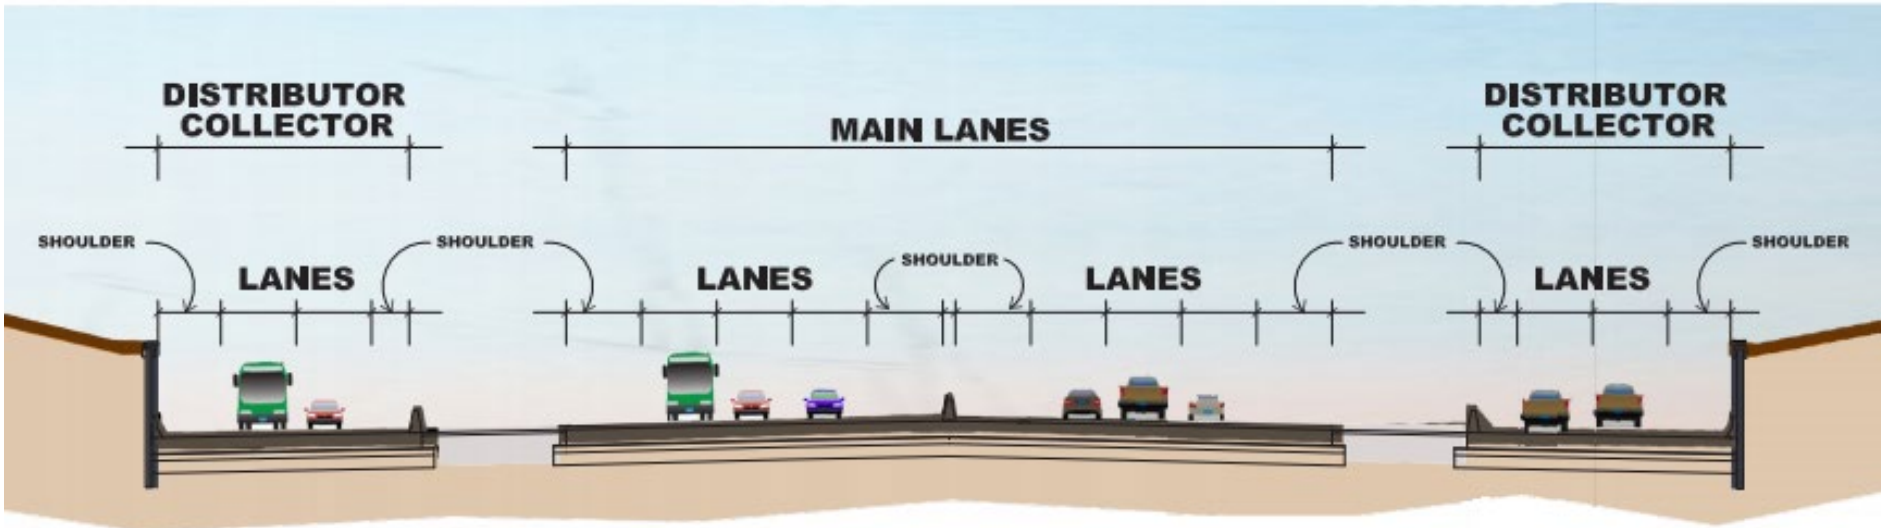 DISTRIBUTOR
COLLECTOR
MAIN LANES
DISTRIBUTOR
COLLECTOR
SHOULDER
SHOULDER
SHOULDER
SHOULDER
SHOULDER
LANES
LANES
LANES
LANES